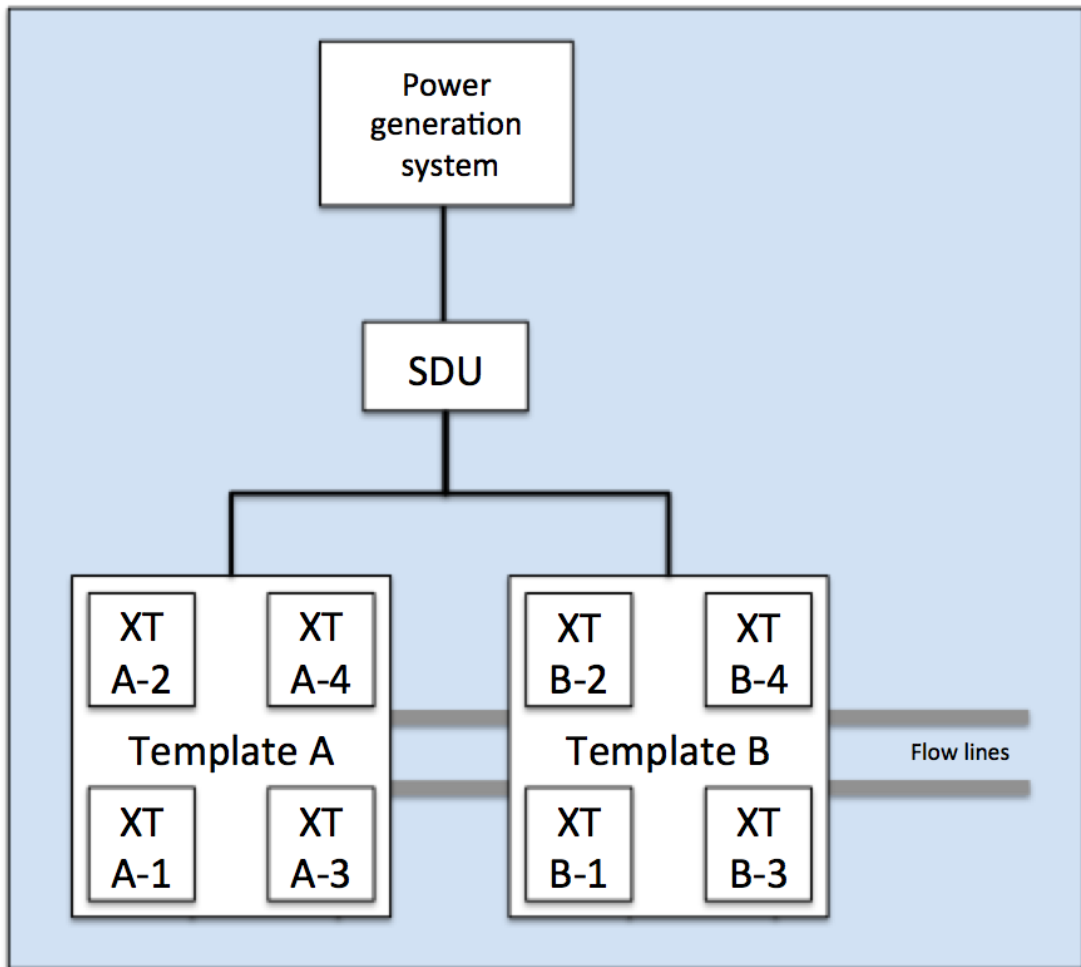 Power
generation
system
SDU
XT
A-2
XT
A-4
Template A
XT
A-1
XT
A-3
XT
B-2
XT
B-4
Template B
XT
B-1
XT
B-3
Flow lines